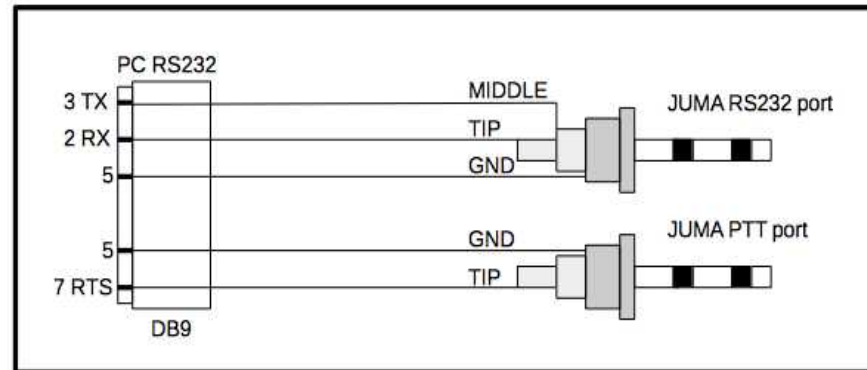 PC RS232
3 TX
MIDDLE
JUMA RS232 port
2 RX
TIP
5
GND
5
GND
JUMA PTT port
7 RTS
TIP
DB9